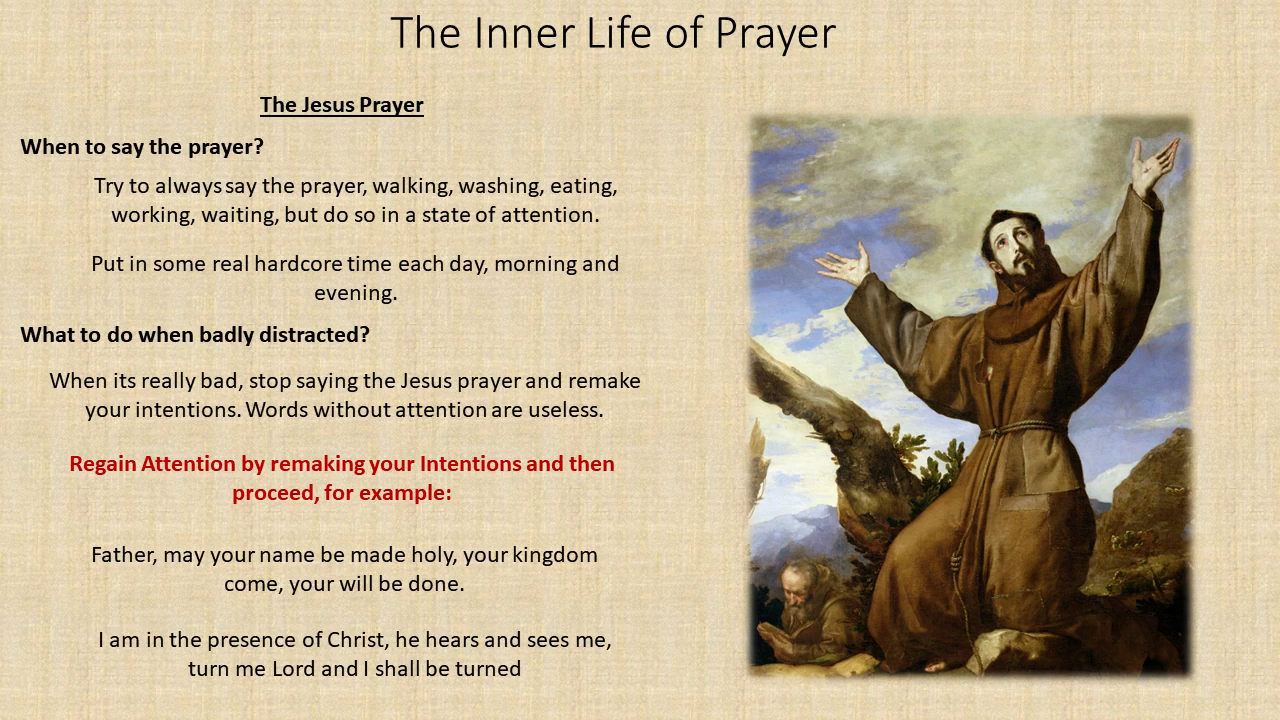 The Inner Life of Prayer
The Jesus Prayer
When to say the prayer?
Try to always say the prayer, walking, washing, eating,
working, waiting, but do so in a state of attention.
Put in some real hardcore time each day, morning and
evening.
What to do when badly distracted?
When its really bad, stop saying the Jesus prayer and remake
your intentions. Words without attention are useless.
Regain Attention by remaking your Intentions and then
proceed, for example:
Father, may your name be made holy, your kingdom
come, your will be done.
I am in the presence of Christ, he hears and sees me,
turn me Lord and I shall be turned